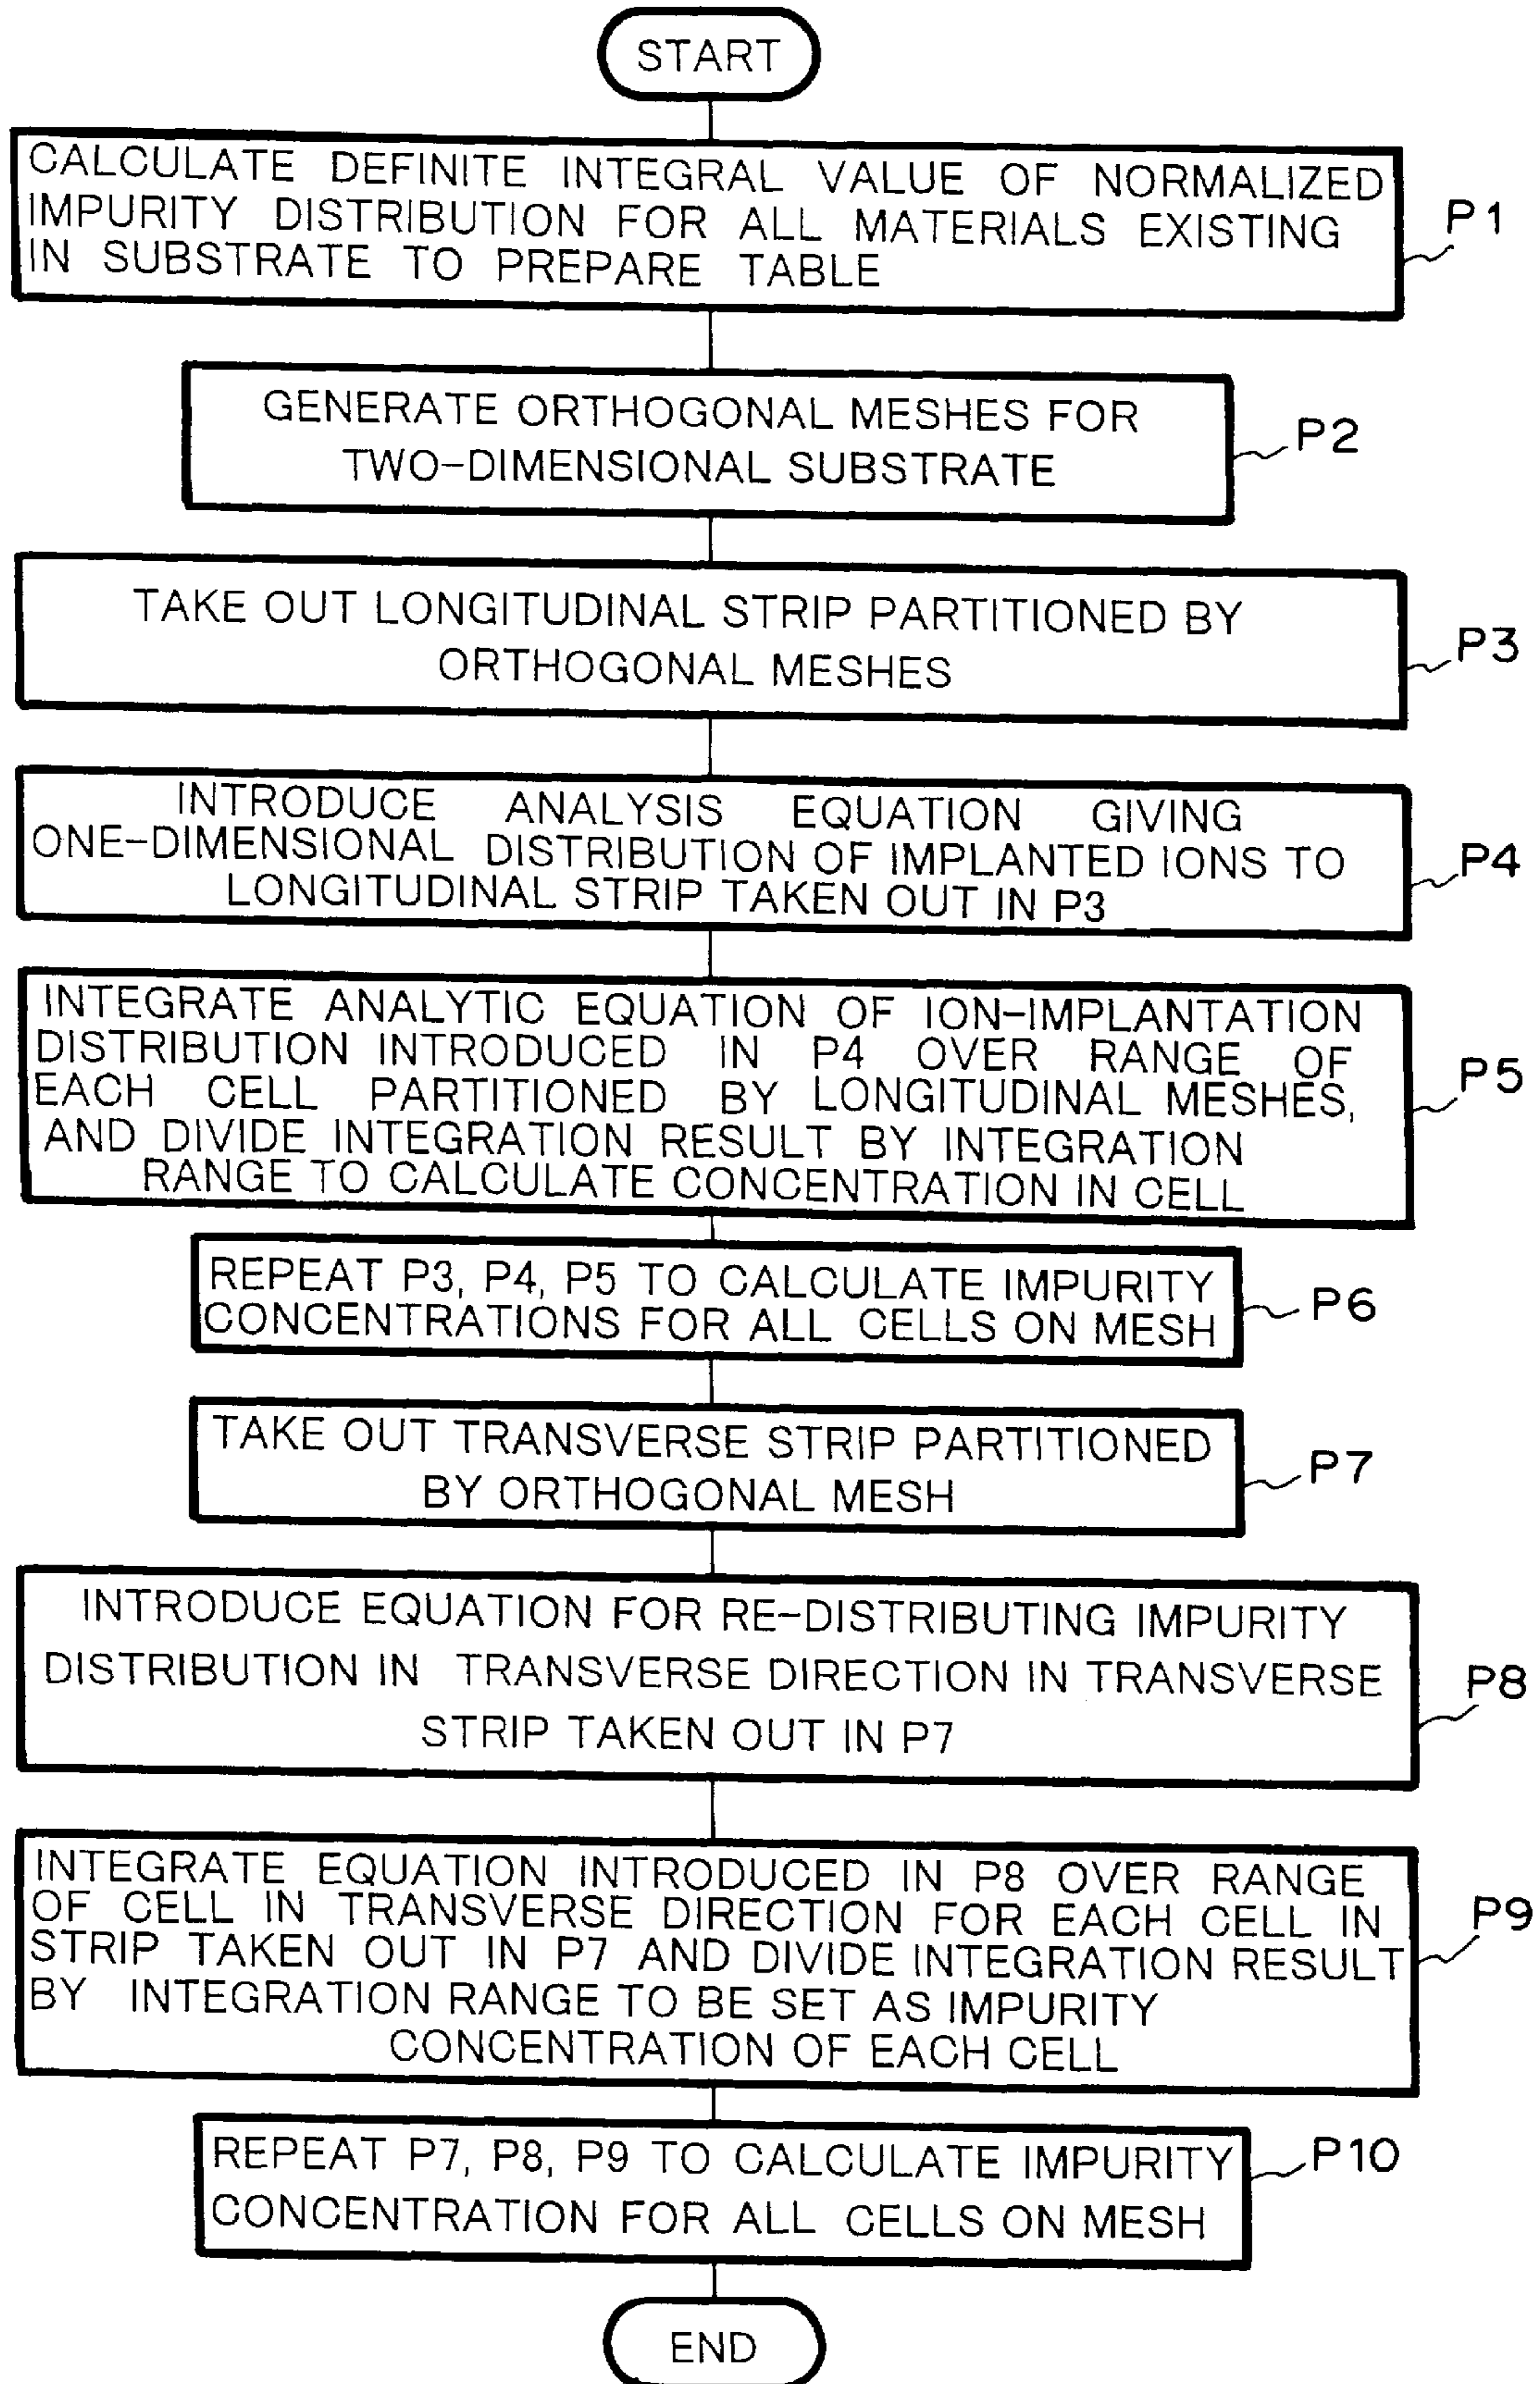 START
CALCULATE DEFINITE INTEGRAL VALUE OF NORMALIZED
IMPURITY DISTRIBUTION FOR ALL MATERIALS EXISTING
IN SUBSTRATE TO PREPARE TABLE
P1
GENERATE ORTHOGONAL MESHES FOR
TWO-DIMENSIONAL SUBSTRATE
P2
TAKE OUT LONGITUDINAL STRIP PARTITIONED BY
ORTHOGONAL MESHES
P3
INTRODUCE ANALYSIS EQUATION GIVING
ONE-DIMENSIONAL DISTRIBUTION OF IMPLANTED IONS TO
LONGITUDINAL STRIP TAKEN OUT IN P3
P4
INTEGRATE ANALYTIC EQUATION OF ION-IMPLANTATION
DISTRIBUTION INTRODUCED IN P4 OVER RANGE OF
EACH CELL PARTITIONED BY LONGITUDINAL MESHES,
AND DIVIDE INTEGRATION RESULT BY INTEGRATION
RANGE TO CALCULATE CONCENTRATION IN CELL
P5
REPEAT P3, P4, P5 TO CALCULATE IMPURITY
CONCENTRATIONS FOR ALL CELLS ON MESH
P6
TAKE OUT TRANSVERSE STRIP PARTITIONED
BY ORTHOGONAL MESH
P7
INTRODUCE EQUATION FOR RE-DISTRIBUTING IMPURITY
DISTRIBUTION IN TRANSVERSE DIRECTION IN TRANSVERSE
STRIP TAKEN OUT IN P7
P8
INTEGRATE EQUATION INTRODUCED IN P8 OVER RANGE
OF CELL IN TRANSVERSE DIRECTION FOR EACH CELL IN
STRIP TAKEN OUT IN P7 AND DIVIDE INTEGRATION RESULT
BY INTEGRATION RANGE TO BE SET AS IMPURITY
CONCENTRATION OF EACH CELL
P9
REPEAT P7, P8, P9 TO CALCULATE IMPURITY
CONCENTRATION FOR ALL CELLS ON MESH
P10
END